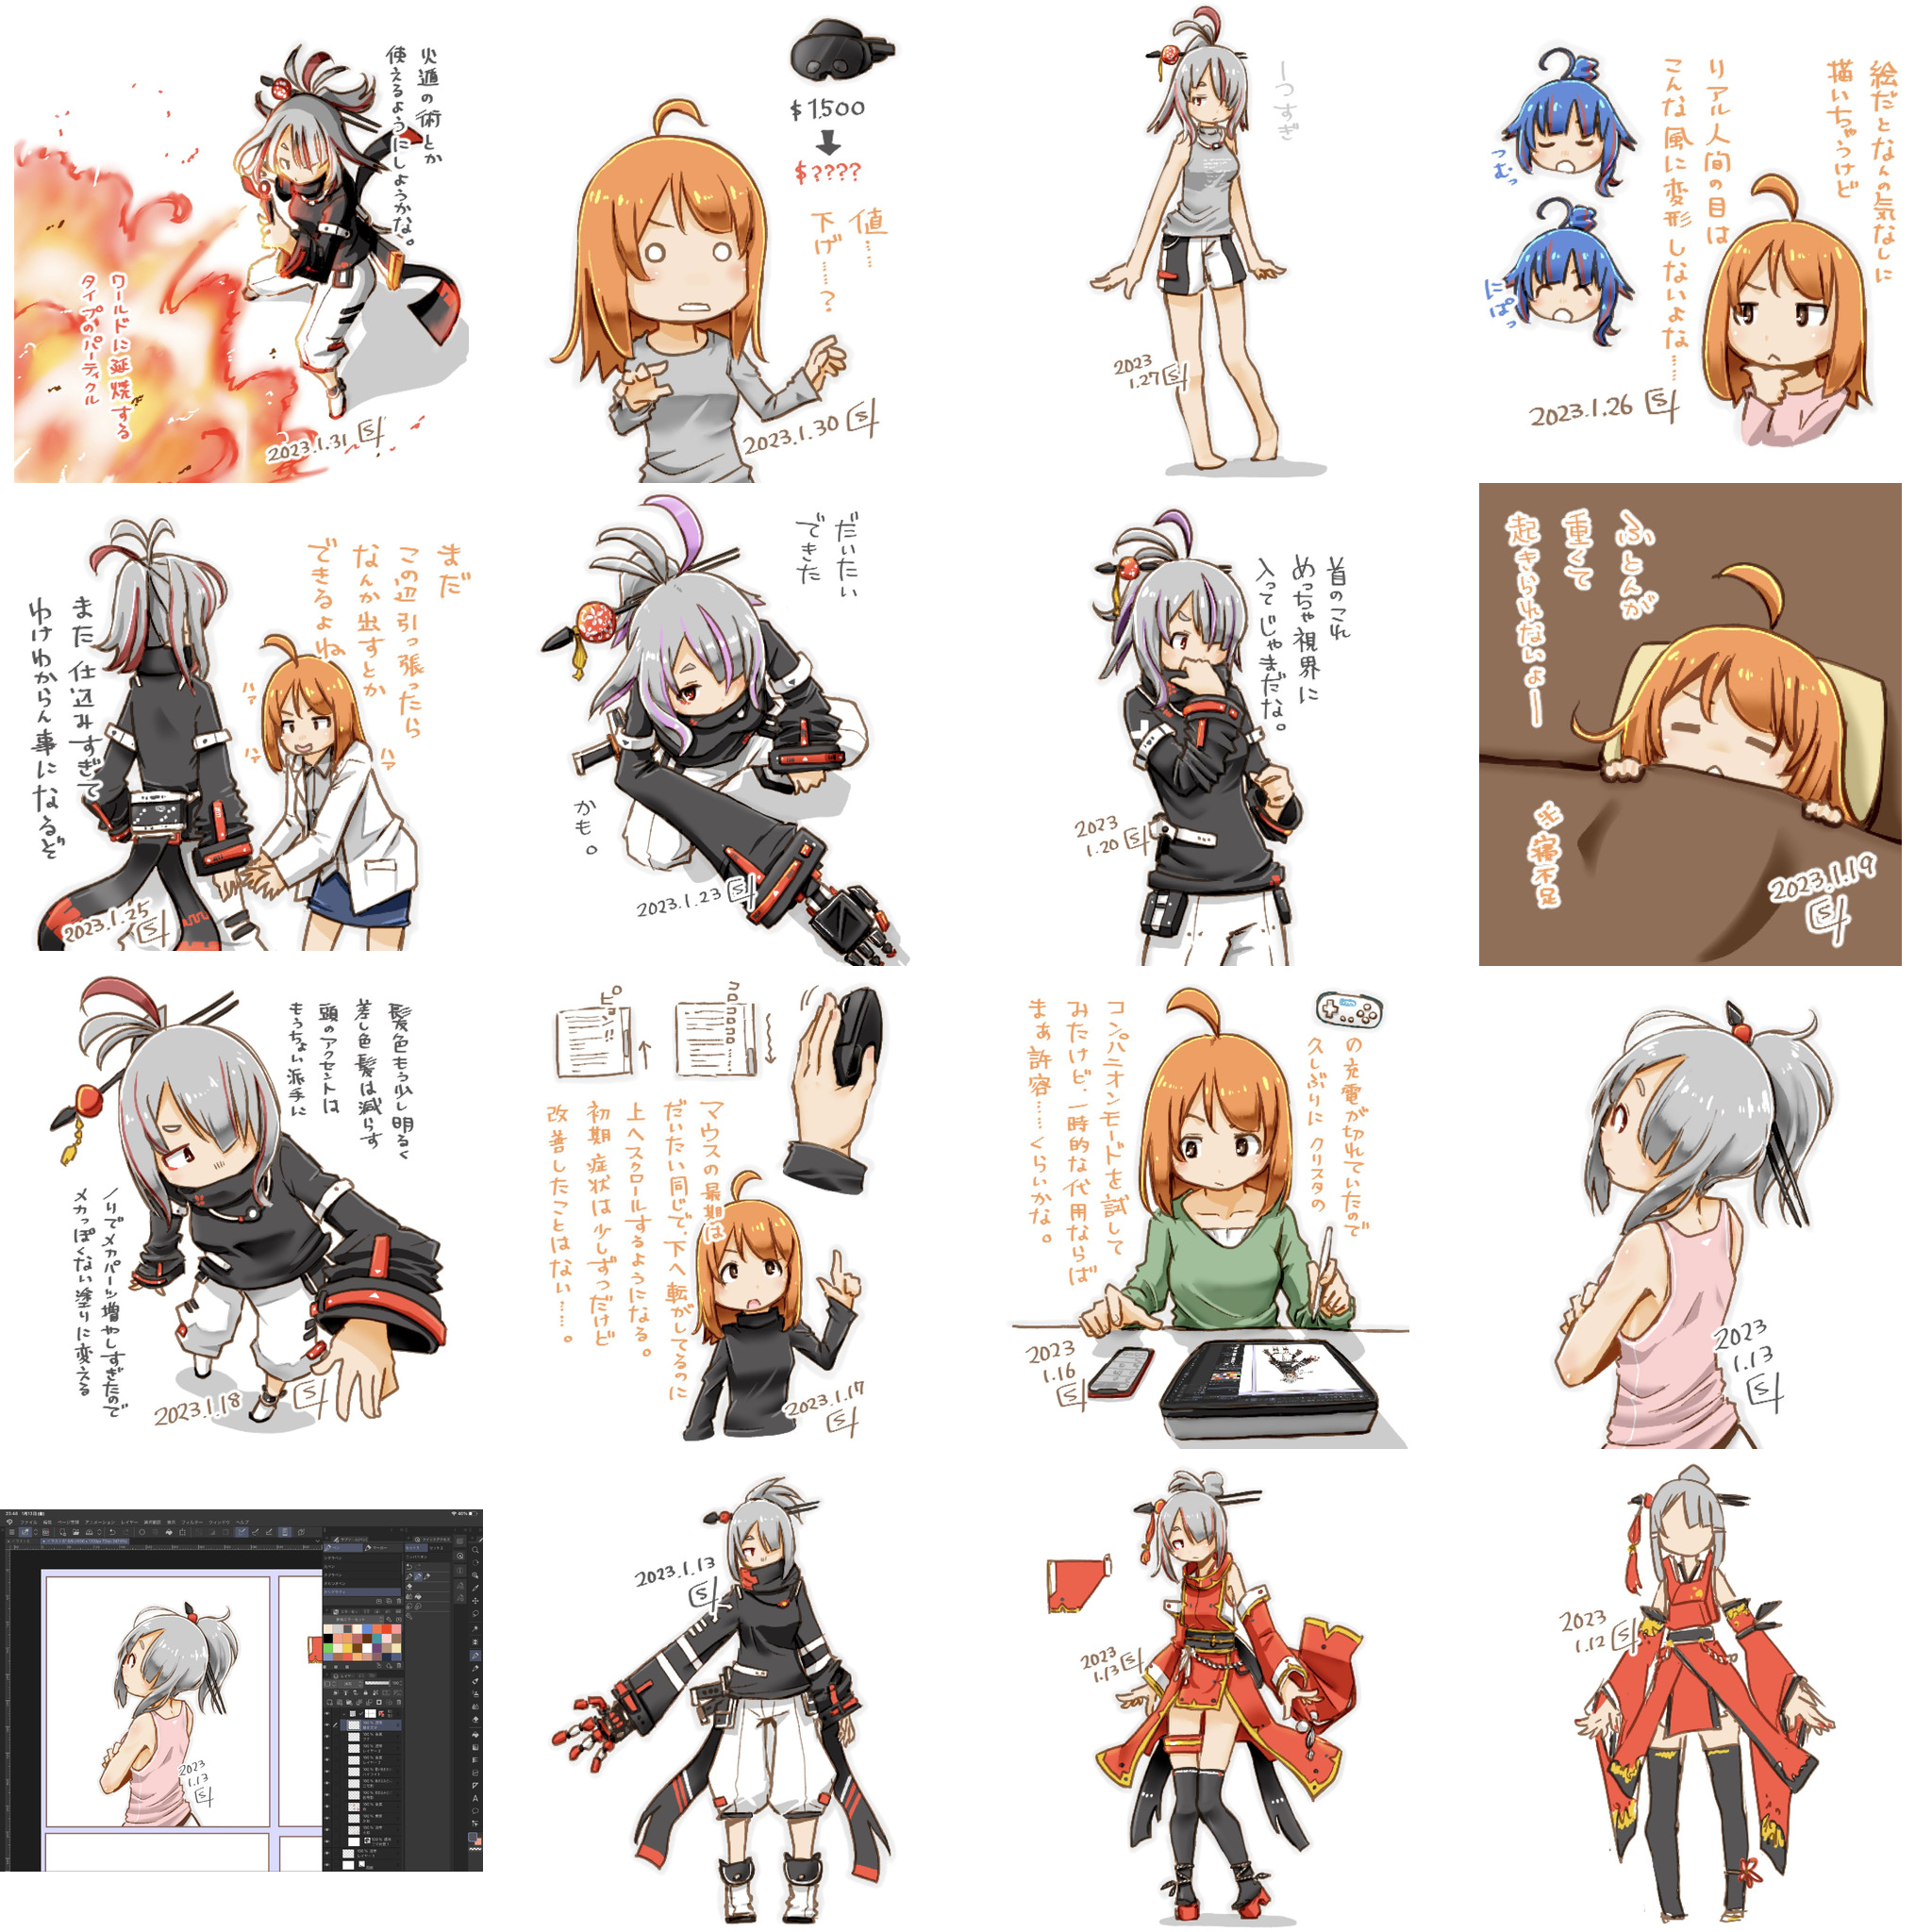 火遁の術とか
使えるようにしようかな。
ワールドに延焼する
タイプのパーティクル
2023.1.31
$1500
$????
値……
下げ……?
2023.1.30
しつすぎ
2023
1.27
絵だとなんの気なしに
描いちゃうけど
リアル人間の目は
こんな風に変形しないよな……
つむっ
にぱっ
2023.1.26
まだ
この辺引っ張ったら
なんか出すとか
できるよね
ハァ
ハァ
ハァ
また仕込みすぎて
わけわからん事になるぞ
2023.1.25
だいたい
できた
かも。
2023.1.23
首のこれ
めっちゃ視界に
入ってじゃまだな。
2023
1.20
ふとんが
重くて
起きられないよー
※寝不足
2023.1.19
髪色もう少し明るく
差し色髪は減らす
頭のアクセントは
もうちょい派手に
ノリでメカパーツ増やしすぎたので
メカっぽくない塗りに変える
2023.1.18
ピョン
マウスの最期は
だいたい同じで、下へ転がしてるのに
上へスクロールするようになる。
初期症状は少しずつだけど
改善したことはない……。
2023.1.17
の充電が切れていたので
久しぶりにクリスタの
コンパニオンモードを試して
みたけど、一時的な代用ならば
まぁ許容……くらいかな。
2023
1.16
2023
1.13
2023
1.13
2023.1.13
2023
1.13
2023
1.12